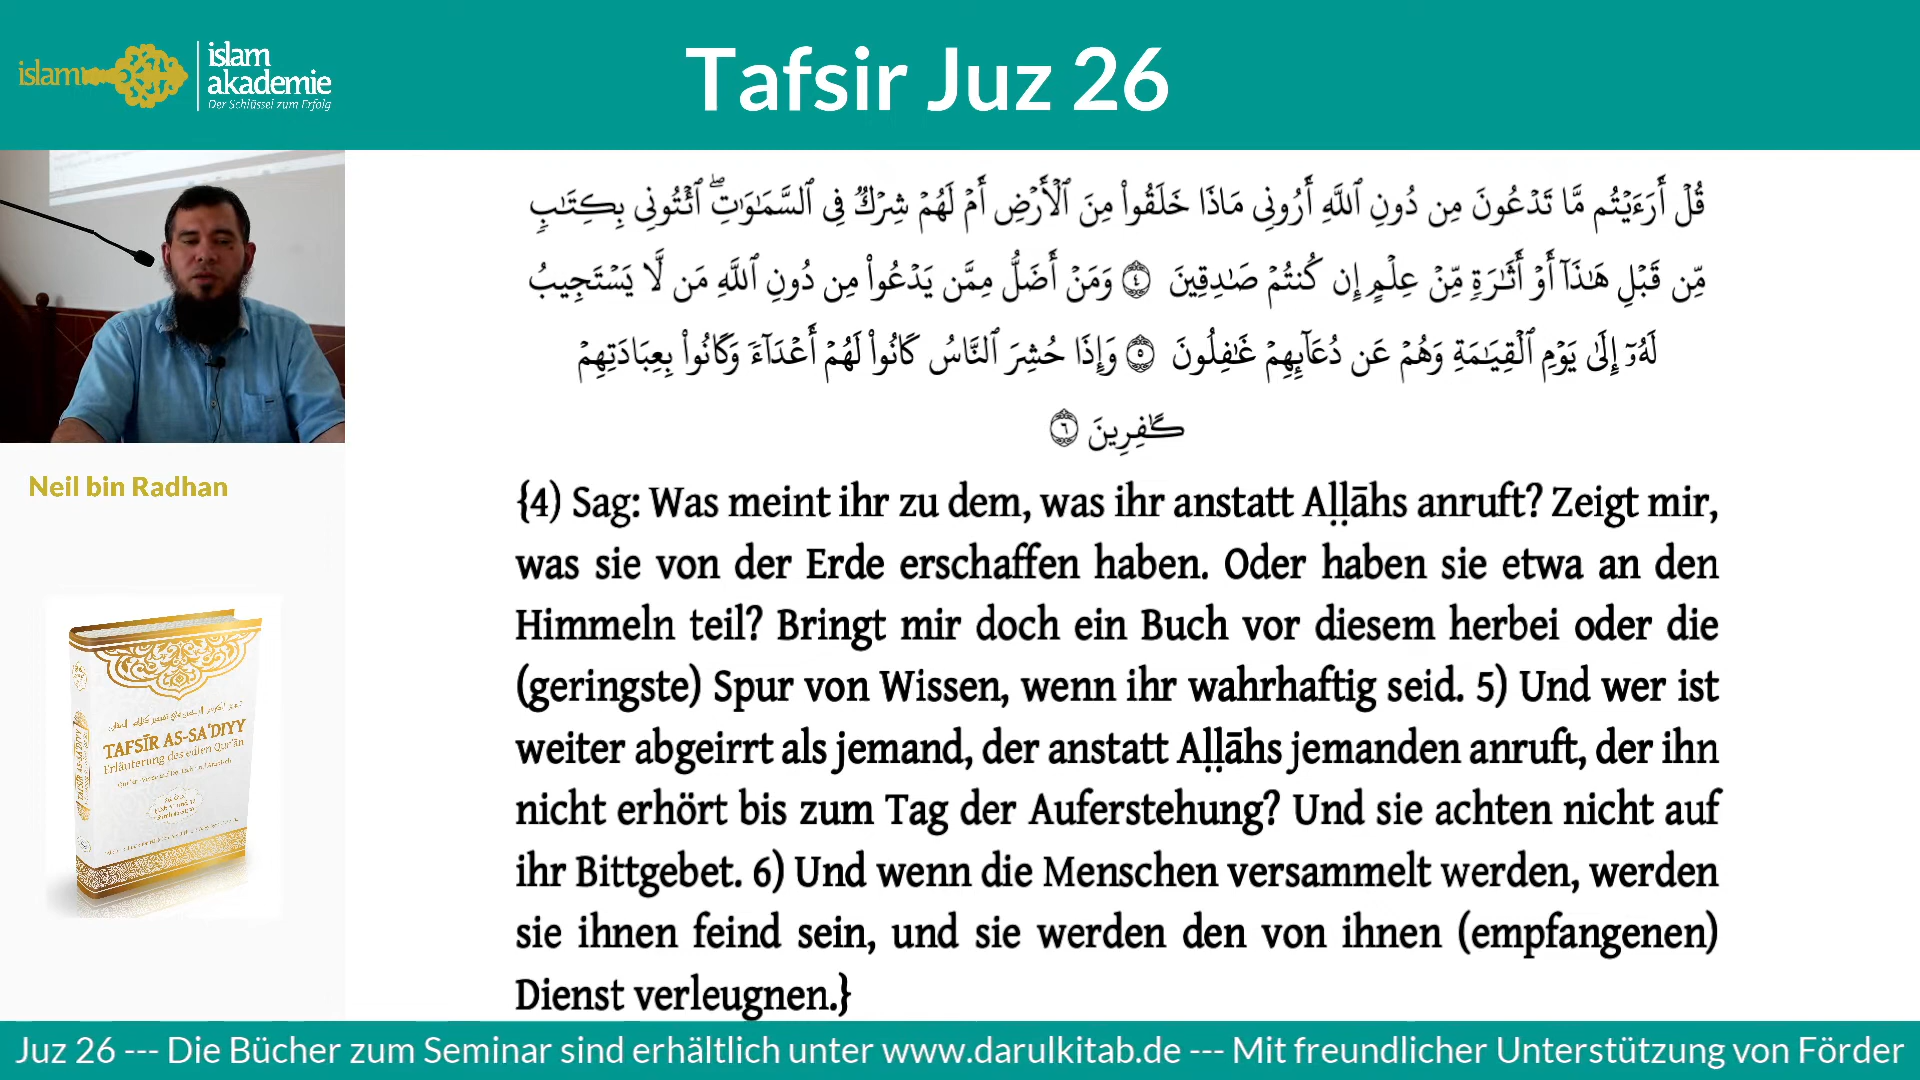 islam
islam
akademie
Der Schlüssel zum Erfolg
Tafsir Juz 26
قُلْ أَرَءَيْتُم مَّا تَدْعُونَ مِن دُونِ ٱللَّهِ أَرُونِى مَاذَا خَلَقُوا۟ مِنَ ٱلْأَرْضِ أَمْ لَهُمْ شِرْكٌ فِى ٱلسَّمَٰوَٰتِ ۖ ٱئْتُونِى بِكِتَٰبٍ
مِّن قَبْلِ هَٰذَآ أَوْ أَثَٰرَةٍ مِّنْ عِلْمٍ إِن كُنتُمْ صَٰدِقِينَ ٤ وَمَنْ أَضَلُّ مِمَّن يَدْعُوا۟ مِن دُونِ ٱللَّهِ مَن لَّا يَسْتَجِيبُ
لَهُۥٓ إِلَىٰ يَوْمِ ٱلْقِيَٰمَةِ وَهُمْ عَن دُعَآئِهِمْ غَٰفِلُونَ ٥ وَإِذَا حُشِرَ ٱلنَّاسُ كَانُوا۟ لَهُمْ أَعْدَآءً وَكَانُوا۟ بِعِبَادَتِهِمْ
كَٰفِرِينَ ٦
{4) Sag: Was meint ihr zu dem, was ihr anstatt Aḷḷāhs anruft? Zeigt mir,
was sie von der Erde erschaffen haben. Oder haben sie etwa an den
Himmeln teil? Bringt mir doch ein Buch vor diesem herbei oder die
(geringste) Spur von Wissen, wenn ihr wahrhaftig seid. 5) Und wer ist
weiter abgeirrt als jemand, der anstatt Aḷḷāhs jemanden anruft, der ihn
nicht erhört bis zum Tag der Auferstehung? Und sie achten nicht auf
ihr Bittgebet. 6) Und wenn die Menschen versammelt werden, werden
sie ihnen feind sein, und sie werden den von ihnen (empfangenen)
Dienst verleugnen.}
Neil bin Radhan
TAFSĪR AS-SAʿDIYY
Erläuterung des edlen Qurʾān
Juz 26 --- Die Bücher zum Seminar sind erhältlich unter www.darulkitab.de --- Mit freundlicher Unterstützung von Förder